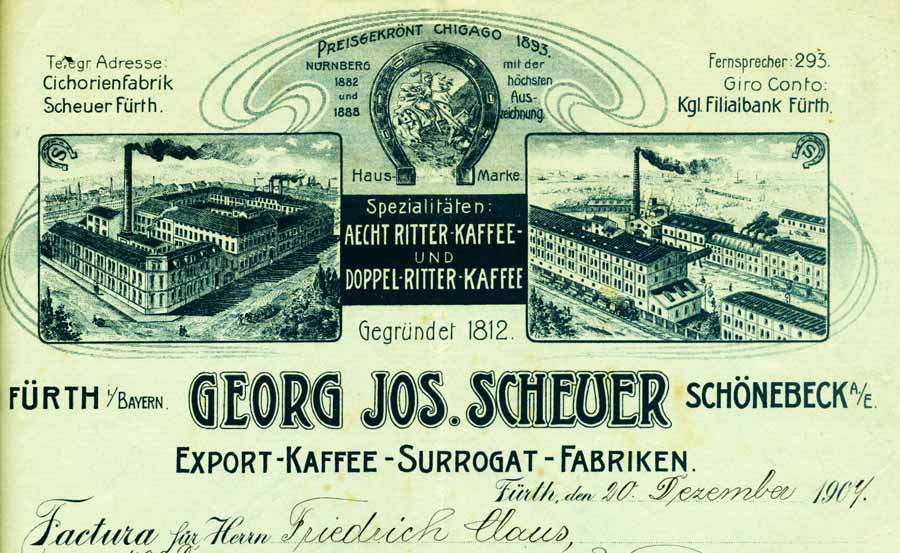 PREISGEKRÖNT CHIGAGO 1893.
NÜRNBERG
1882
und
1888
mit der
höchsten
Aus-
zeichnung.
Telegr. Adresse:
Cichorienfabrik
Scheuer Fürth.
Fernsprecher: 293.
Giro Conto:
Kgl. Filialbank Fürth.
Haus- Marke.
Spezialitäten:
AECHT RITTER-KAFFEE-
UND
DOPPEL-RITTER-KAFFEE
Gegründet 1812.
FÜRTH i/BAYERN. GEORG JOS. SCHEUER SCHÖNEBECK A/E.
EXPORT-KAFFEE-SURROGAT-FABRIKEN.
Fürth, den 20. Dezember 1907.
Factura für Herrn Friedrich Claus,